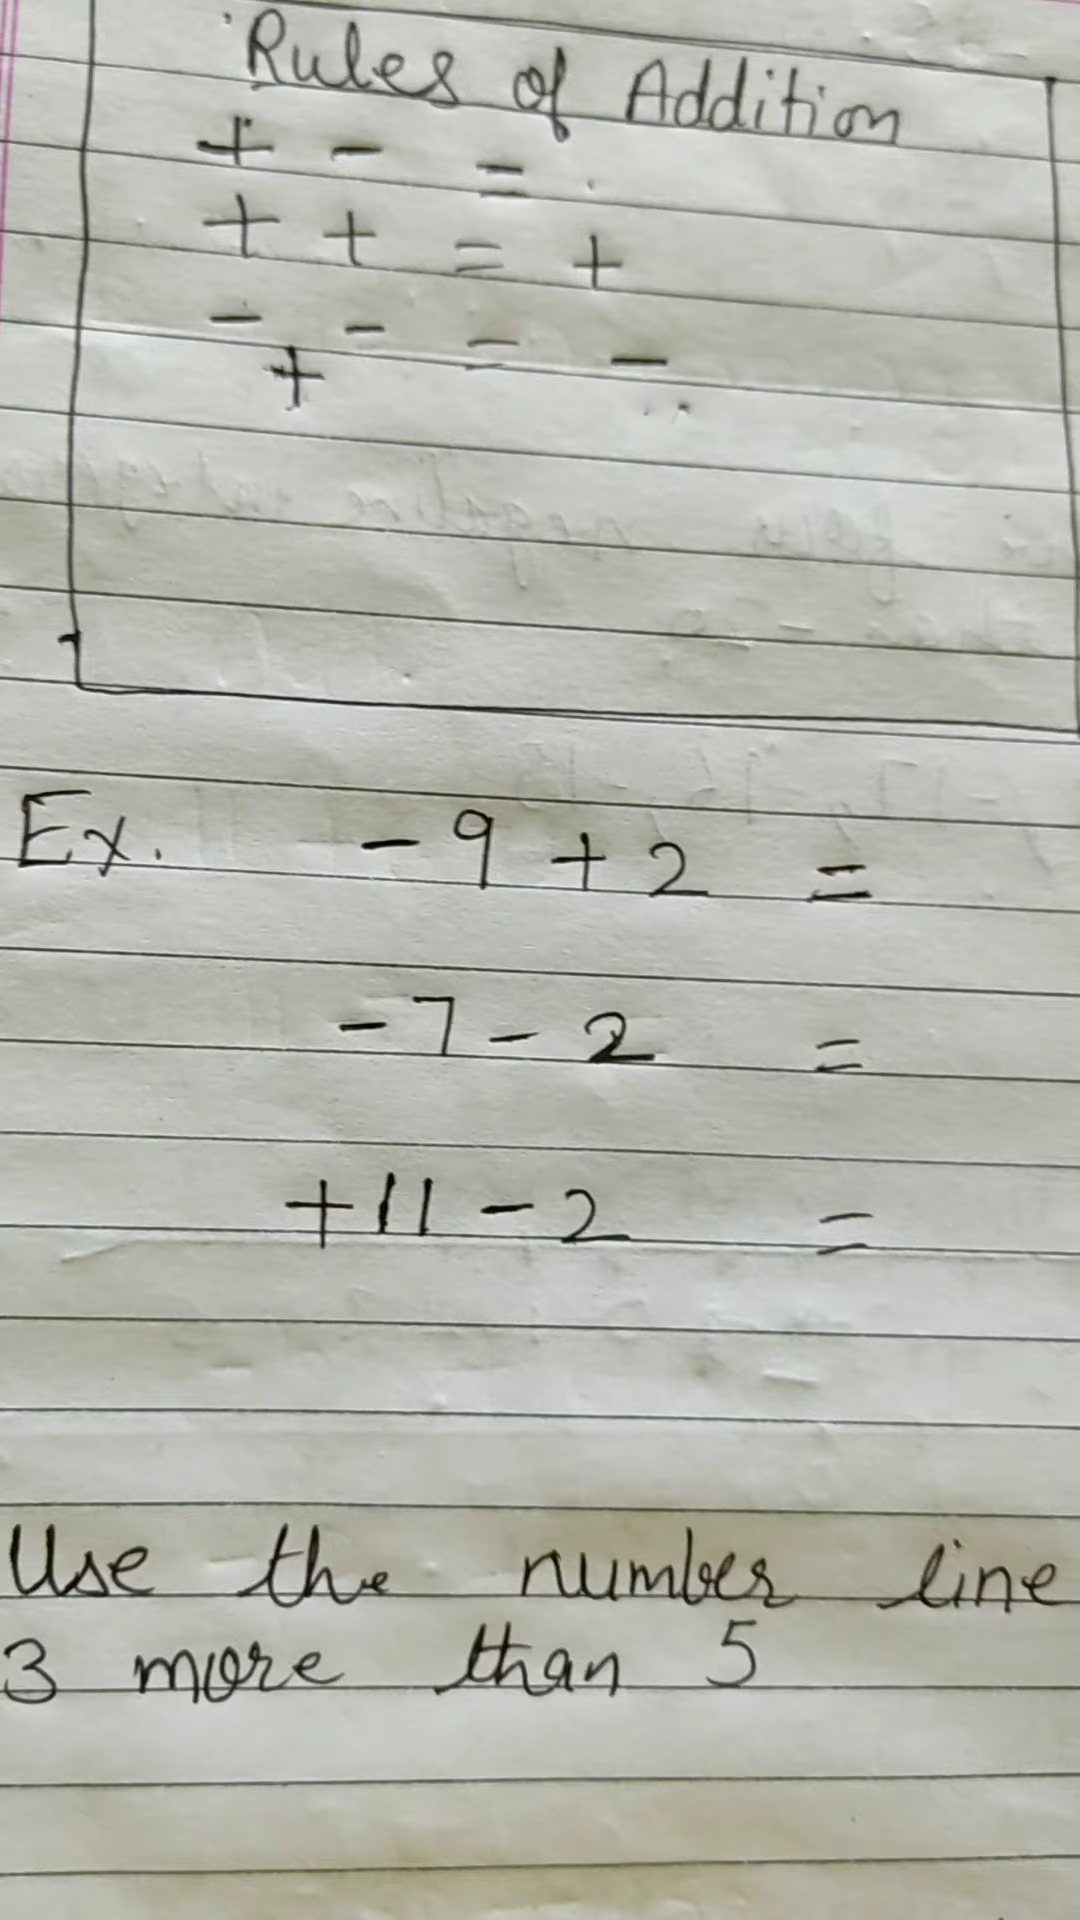 Rules of Addition
+ - =
+ + = +
- - = -
+
Ex. -9 + 2 =
-7 - 2 =
+11 - 2 =
Use the number line
3 more than 5